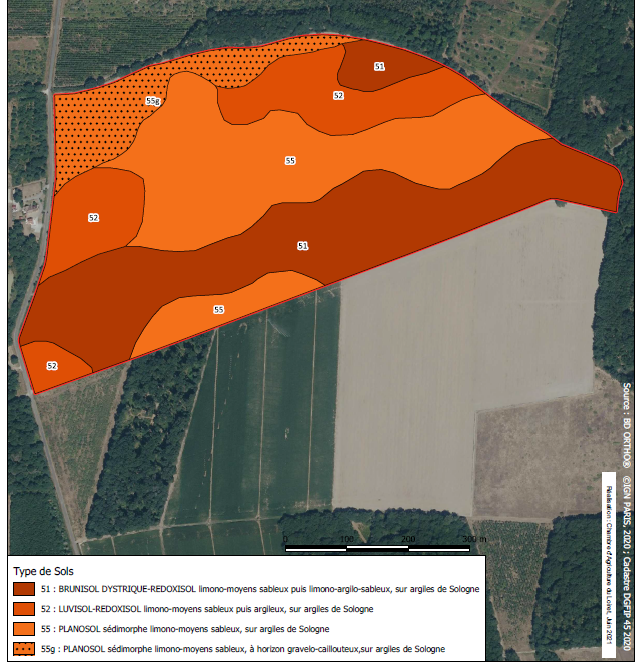 51
52
55g
55
52
51
55
52
0 100 200 300 m
Type de Sols
51 : BRUNISOL DYSTRIQUE-REDOXISOL limono-moyens sableux puis limono-argilo-sableux, sur argiles de Sologne
52 : LUVISOL-REDOXISOL limono-moyens sableux puis argileux, sur argiles de Sologne
55 : PLANOSOL sédimorphe limono-moyens sableux, sur argiles de Sologne
55g : PLANOSOL sédimorphe limono-moyens sableux, à horizon gravelo-caillouteux,sur argiles de Sologne
Source : BD ORTHO® ©IGN PARIS, 2020 ; Cadastre DGFIP 45 2020
Réalisation : Chambre d'Agriculture du Loiret, Juin 2021